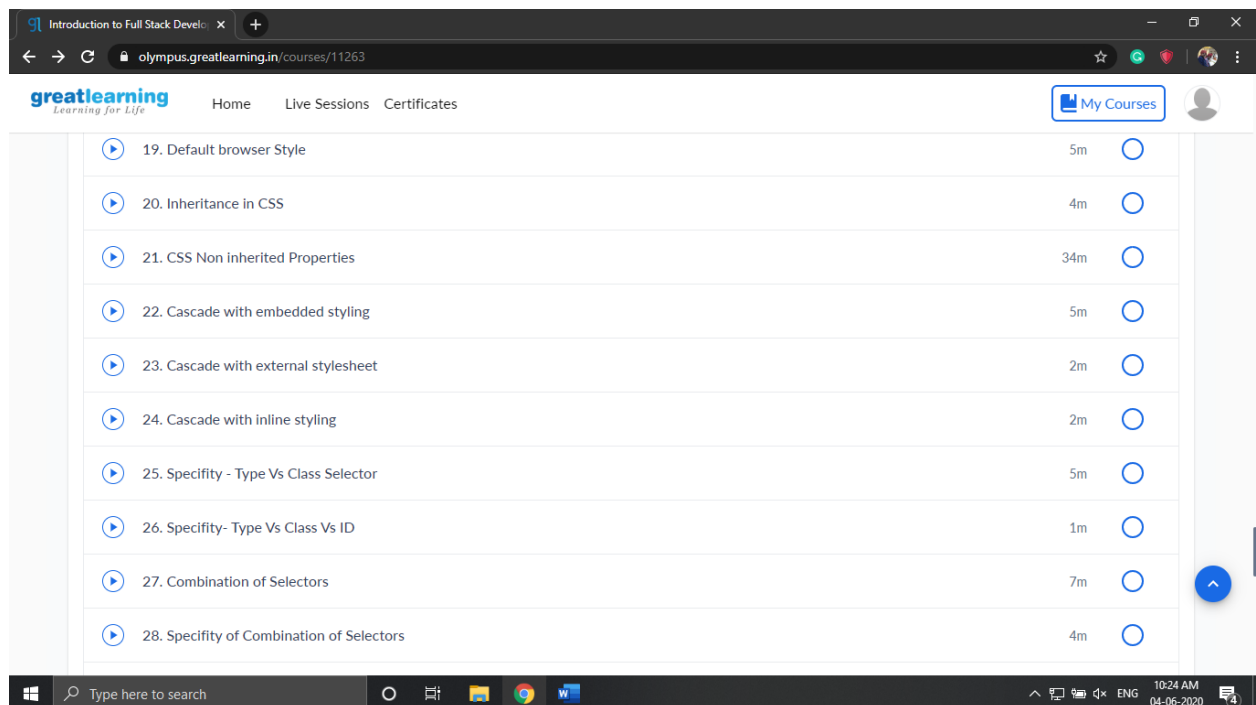 Introduction to Full Stack Develo
olympus.greatlearning.in/courses/11263
greatlearning
Learning for Life
Home Live Sessions Certificates My Courses
19. Default browser Style 5m
20. Inheritance in CSS 4m
21. CSS Non inherited Properties 34m
22. Cascade with embedded styling 5m
23. Cascade with external stylesheet 2m
24. Cascade with inline styling 2m
25. Specifity - Type Vs Class Selector 5m
26. Specifity- Type Vs Class Vs ID 1m
27. Combination of Selectors 7m
28. Specifity of Combination of Selectors 4m
Type here to search
ENG
10:24 AM
04-06-2020
4